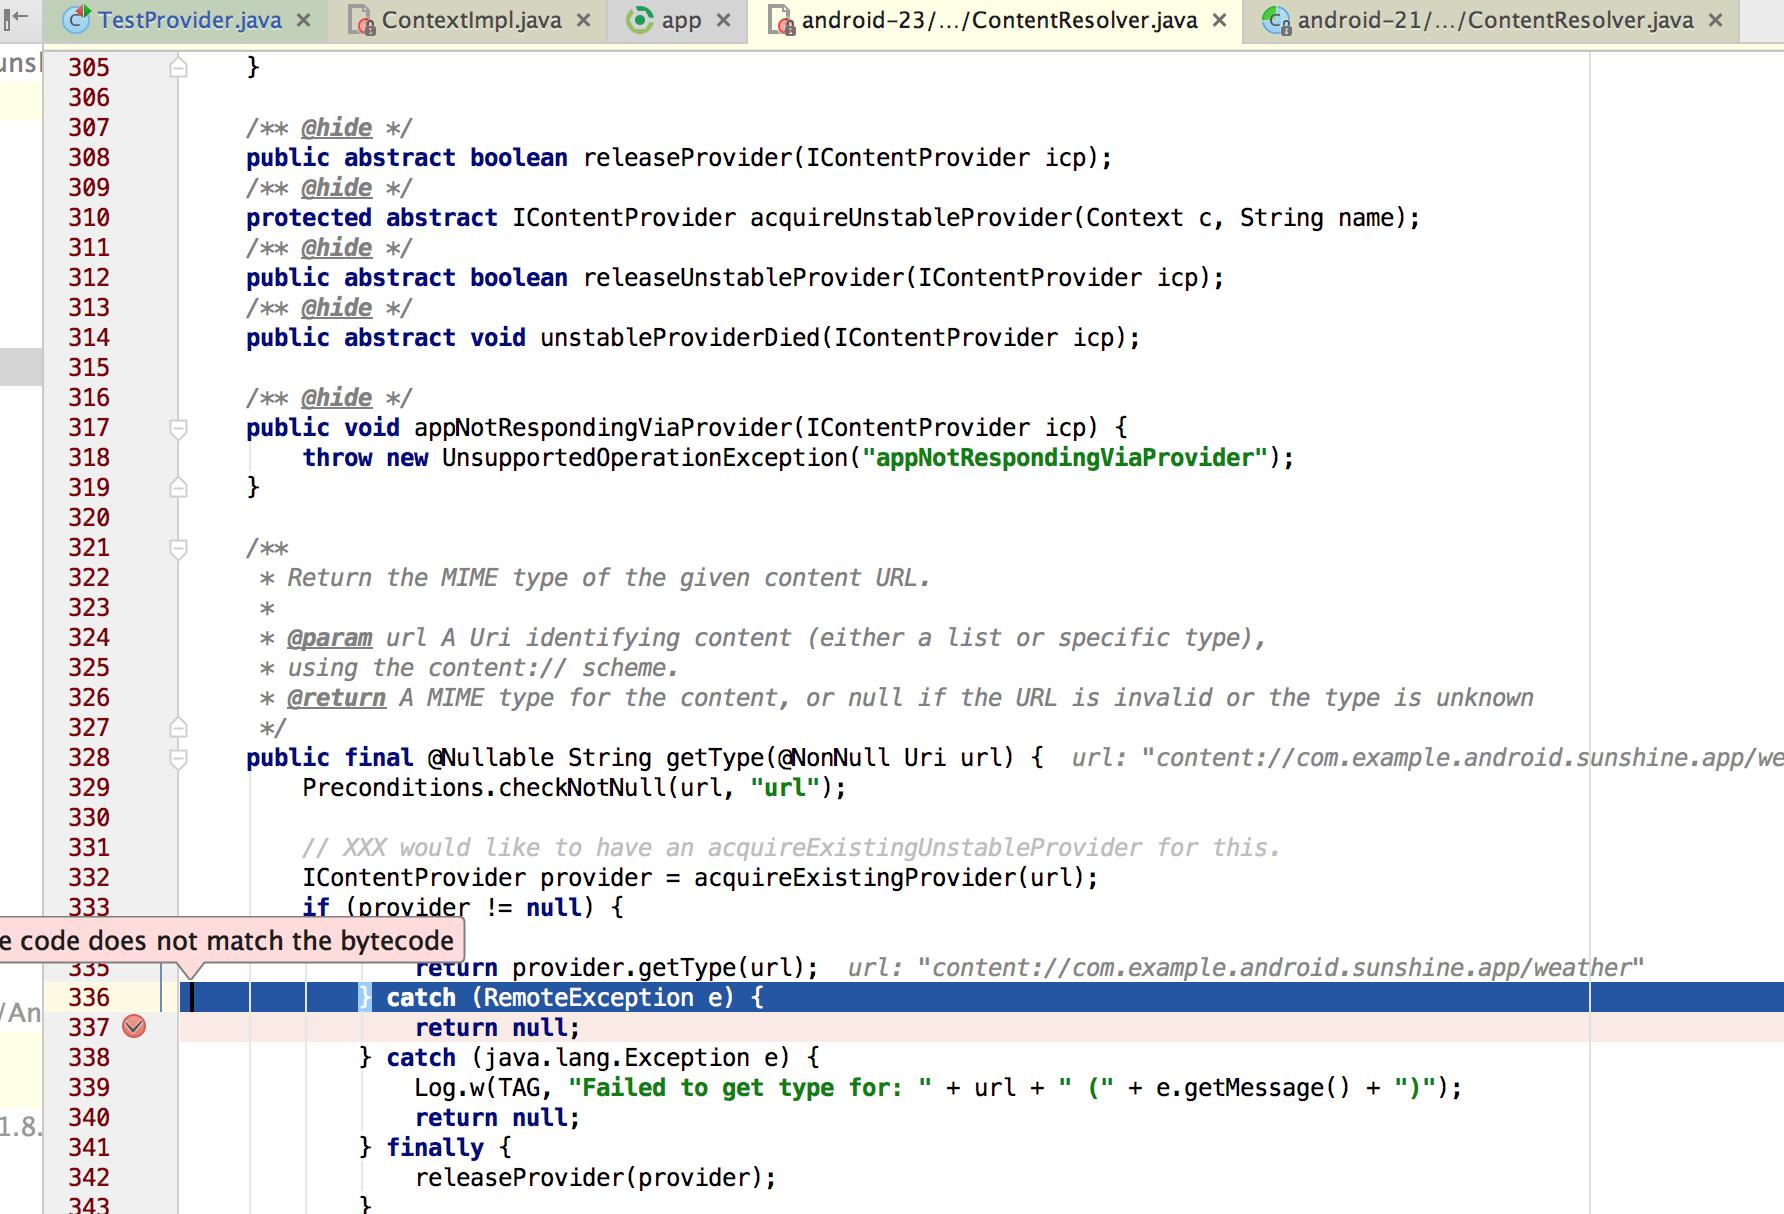 TestProvider.java × ContextImpl.java × app × android-23/.../ContentResolver.java × android-21/.../ContentResolver.java ×
305 }
306
307 /** @hide */
308 public abstract boolean releaseProvider(IContentProvider icp);
309 /** @hide */
310 protected abstract IContentProvider acquireUnstableProvider(Context c, String name);
311 /** @hide */
312 public abstract boolean releaseUnstableProvider(IContentProvider icp);
313 /** @hide */
314 public abstract void unstableProviderDied(IContentProvider icp);
315
316 /** @hide */
317 public void appNotRespondingViaProvider(IContentProvider icp) {
318 throw new UnsupportedOperationException("appNotRespondingViaProvider");
319 }
320
321 /**
322 * Return the MIME type of the given content URL.
323 *
324 * @param url A Uri identifying content (either a list or specific type),
325 * using the content:// scheme.
326 * @return A MIME type for the content, or null if the URL is invalid or the type is unknown
327 */
328 public final @Nullable String getType(@NonNull Uri url) { url: "content://com.example.android.sunshine.app/we
329 Preconditions.checkNotNull(url, "url");
330
331 // XXX would like to have an acquireExistingUnstableProvider for this.
332 IContentProvider provider = acquireExistingProvider(url);
333 if (provider != null) {
e code does not match the bytecode
335 return provider.getType(url); url: "content://com.example.android.sunshine.app/weather"
336 } catch (RemoteException e) {
/An
337 return null;
338 } catch (java.lang.Exception e) {
339 Log.w(TAG, "Failed to get type for: " + url + " (" + e.getMessage() + ")");
340 return null;
1.8.
341 } finally {
342 releaseProvider(provider);
343 }